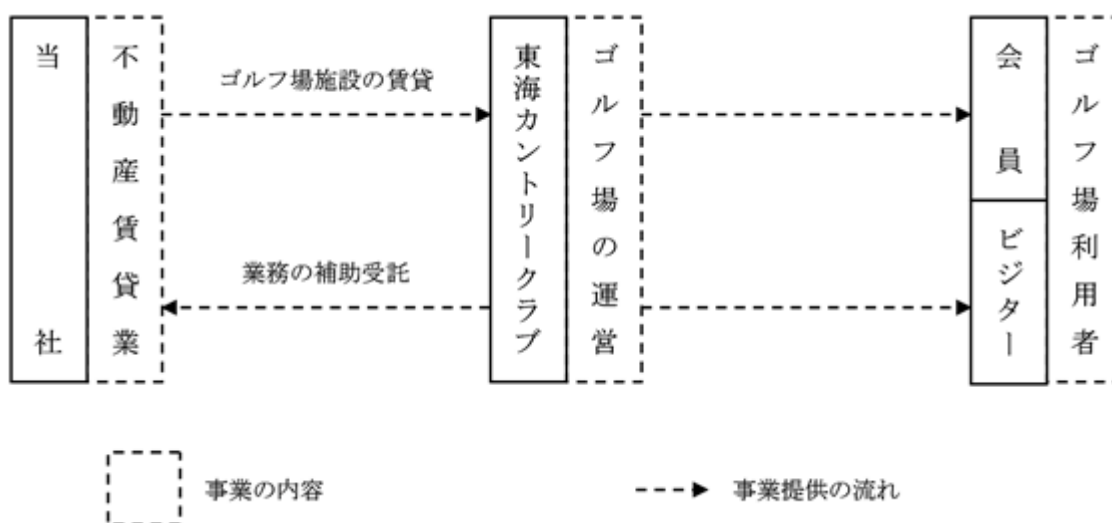 当社
不動産賃貸業
ゴルフ場施設の賃貸
業務の補助受託
東海カントリークラブ
ゴルフ場の運営
会員
ビジター
ゴルフ場利用者
事業の内容
事業提供の流れ